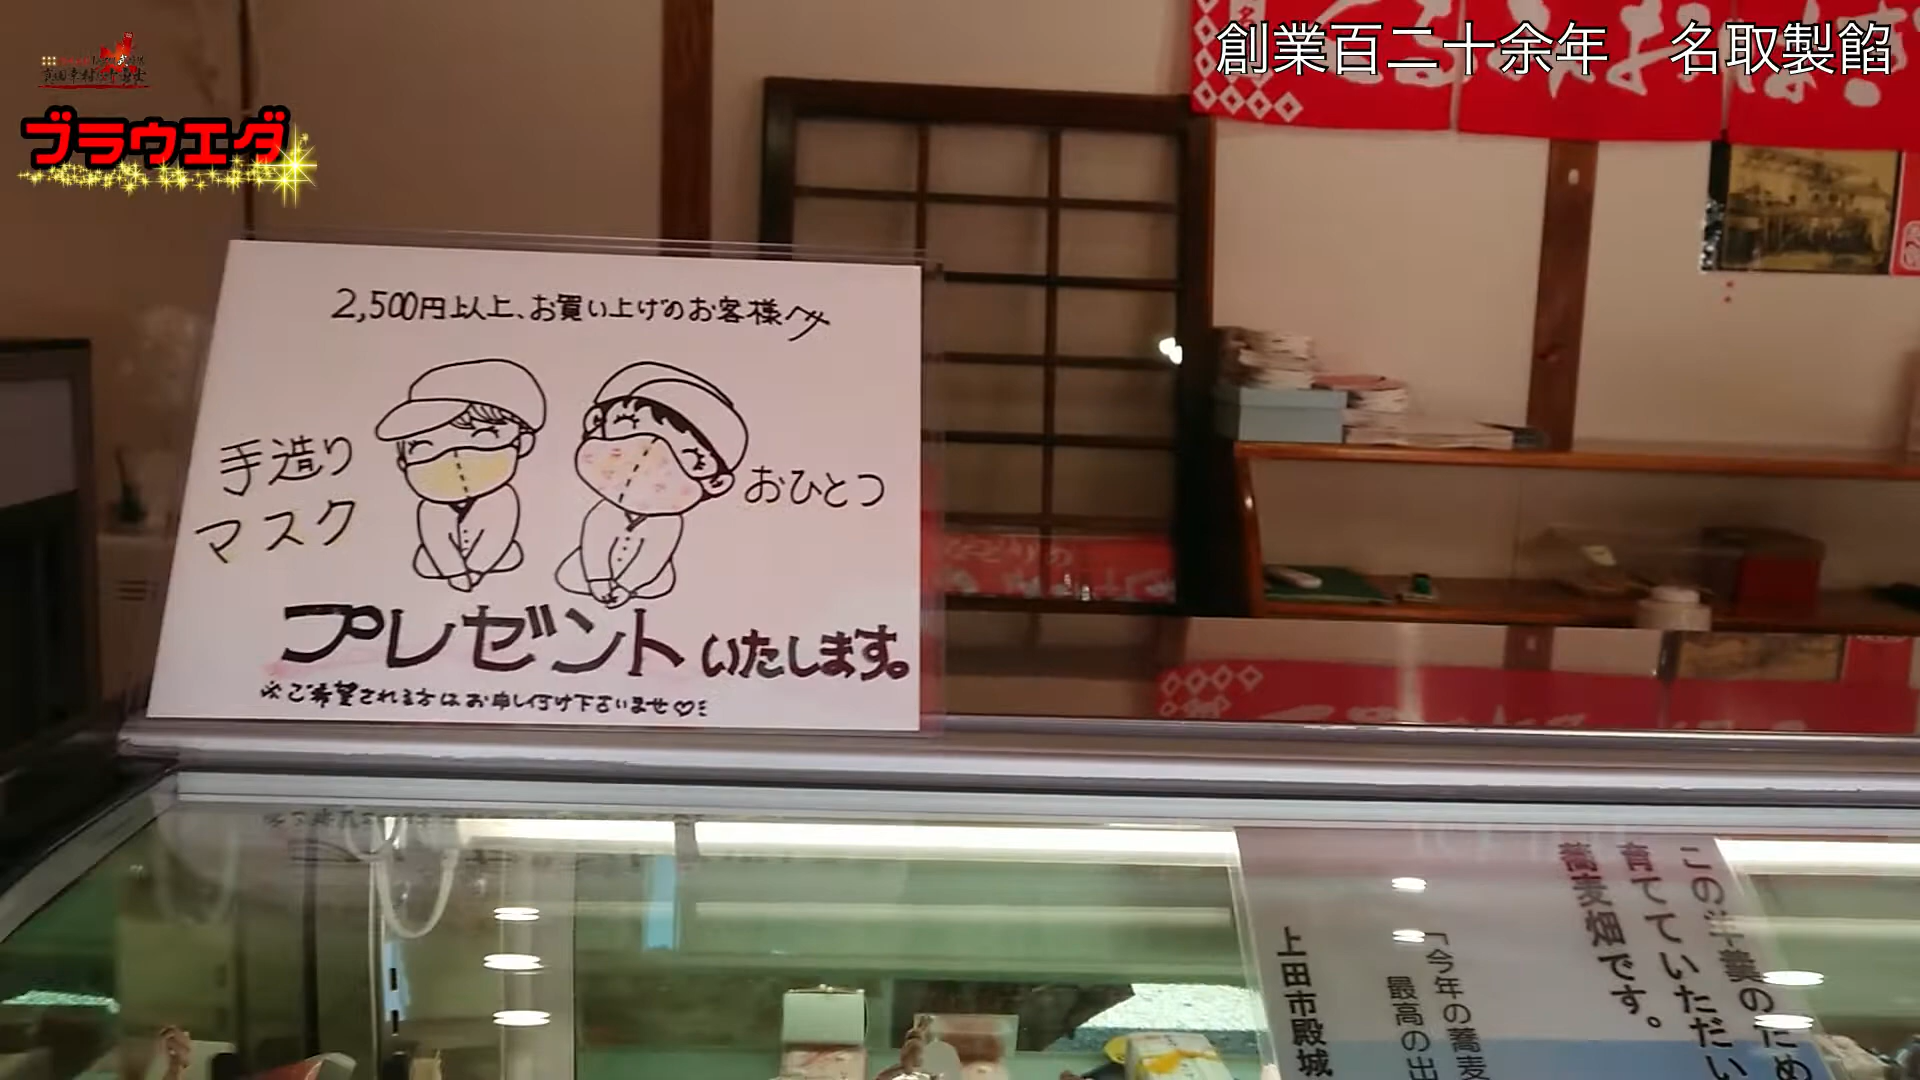 創業百二十余年　名取製餡
ブラウエダ
2,500円以上、お買い上げのお客様へ
手造り
マスク
おひとつ
プレゼントいたします。
※ご希望される方はお申し付け下さいませ♡
この羊羹のため
育てていただい
蕎麦畑です。
「今年の蕎麦
最高の出
上田市殿城